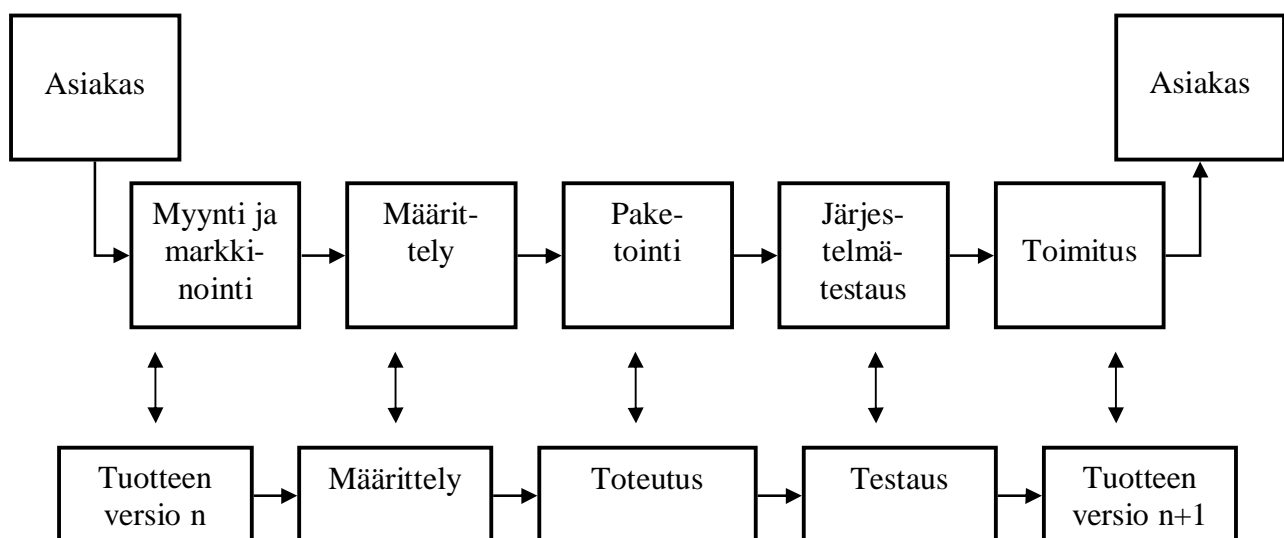 Asiakas
Asiakas
Myynti ja
markki-
nointi
Määrit-
tely
Pake-
tointi
Järjes-
telmä-
testaus
Toimitus
Tuotteen
versio n
Määrittely
Toteutus
Testaus
Tuotteen
versio n+1